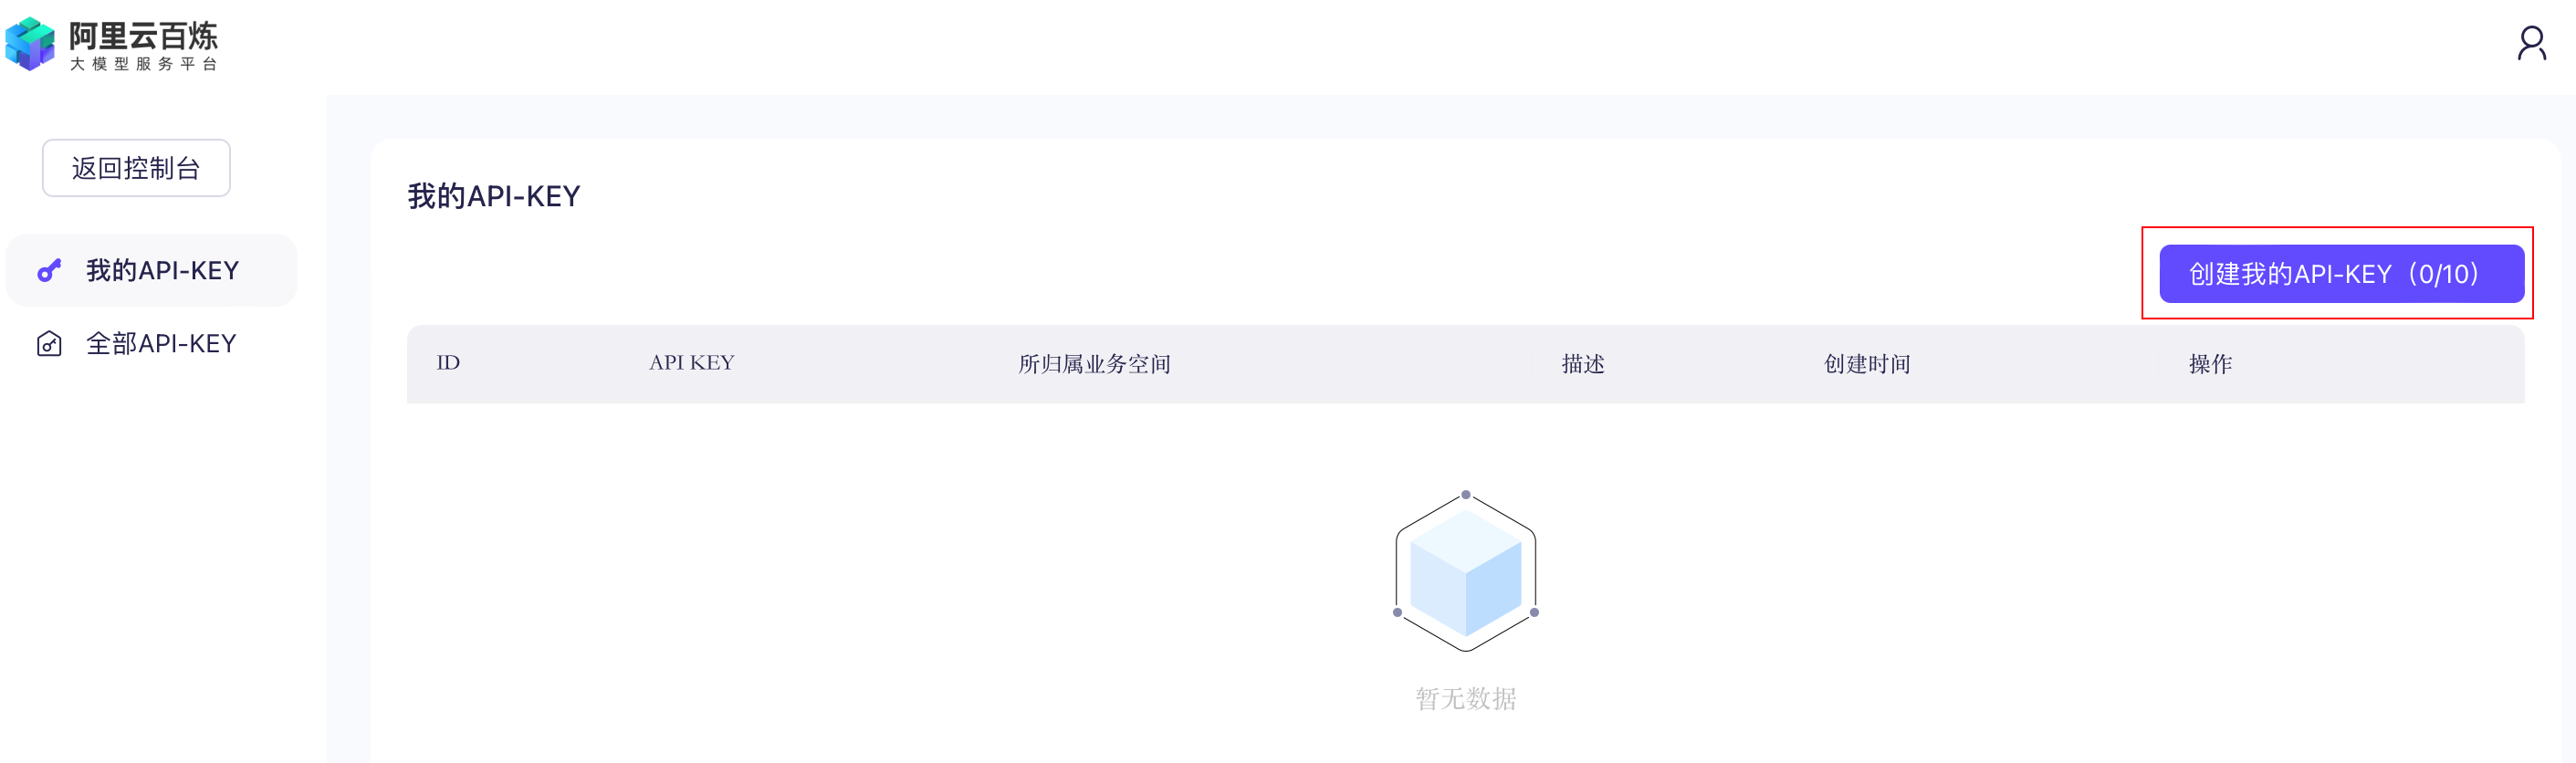 阿里云百炼
大模型服务平台
返回控制台
我的API-KEY
全部API-KEY
我的API-KEY
创建我的API-KEY（0/10）
ID API KEY 所归属业务空间 描述 创建时间 操作
暂无数据